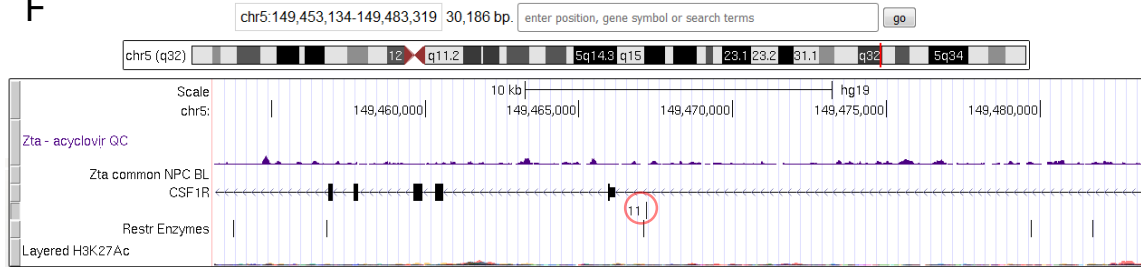 F
chr5:149,453,134-149,483,319 30,186 bp. enter position, gene symbol or search terms go
chr5 (q32) 12 q11.2 5q14.3 q15 23.1 23.2 31.1 q32 5q34
Scale 10 kb hg19
chr5: 149,460,000 149,465,000 149,470,000 149,475,000 149,480,000
Zta - acyclovir QC
Zta common NPC BL
CSF1R
11
Restr Enzymes
Layered H3K27Ac